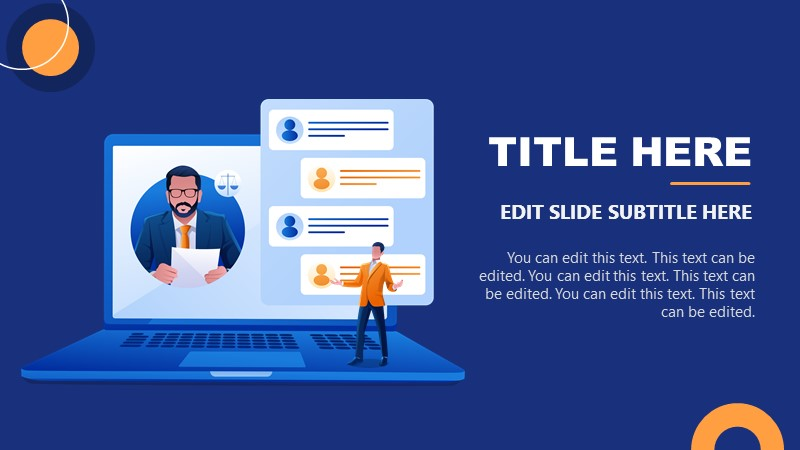 TITLE HERE
EDIT SLIDE SUBTITLE HERE
You can edit this text. This text can be
edited. You can edit this text. This text can
be edited. You can edit this text. This text
can be edited.